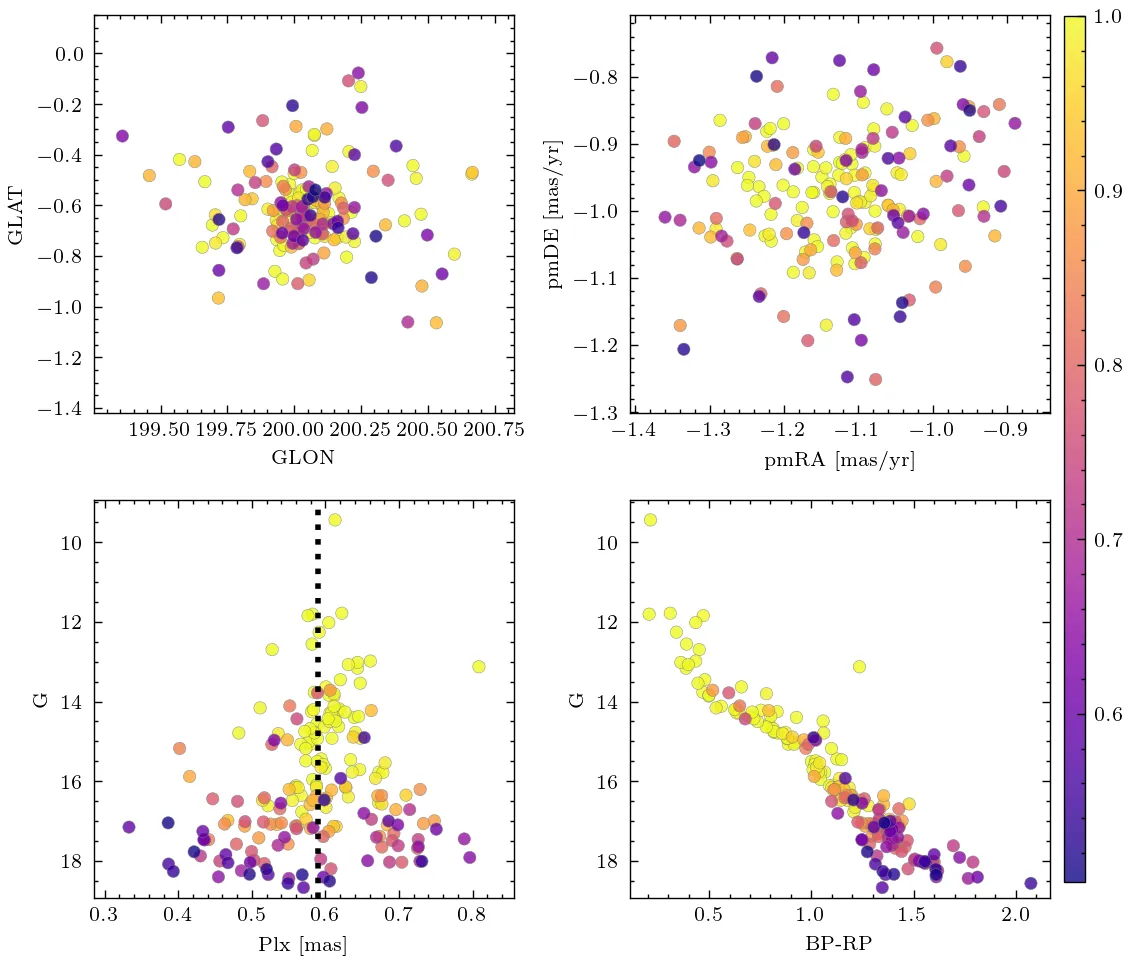 0.0
−0.2
−0.4
−0.6
−0.8
−1.0
−1.2
−1.4
GLAT
199.50 199.75 200.00 200.25 200.50 200.75
GLON
−0.8
−0.9
−1.0
−1.1
−1.2
−1.3
pmDE [mas/yr]
−1.4 −1.3 −1.2 −1.1 −1.0 −0.9
pmRA [mas/yr]
10
12
14
16
18
G
0.3 0.4 0.5 0.6 0.7 0.8
Plx [mas]
10
12
14
16
18
G
0.5 1.0 1.5 2.0
BP-RP
1.0
0.9
0.8
0.7
0.6